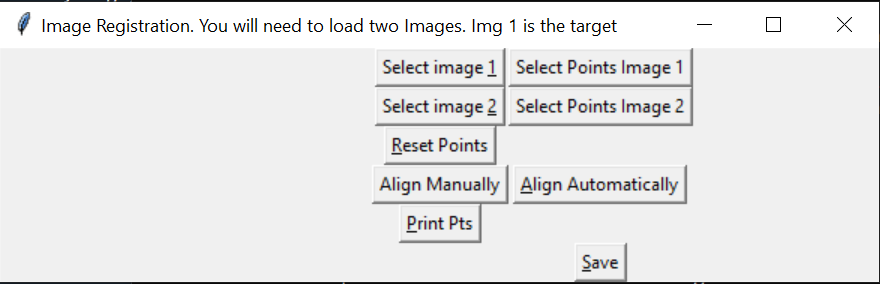 Image Registration. You will need to load two Images. Img 1 is the target
Select image 1 Select Points Image 1
Select image 2 Select Points Image 2
Reset Points
Align Manually Align Automatically
Print Pts
Save